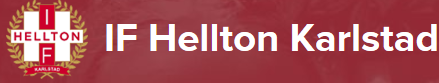 I
HELLTON
F
KARLSTAD
IF Hellton Karlstad